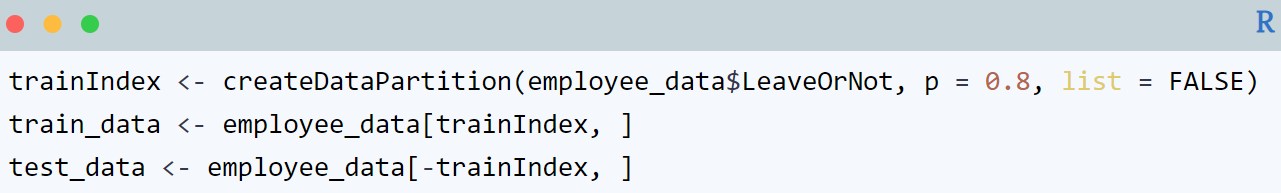 R
trainIndex <- createDataPartition(employee_data$LeaveOrNot, p = 0.8, list = FALSE)
train_data <- employee_data[trainIndex, ]
test_data <- employee_data[-trainIndex, ]